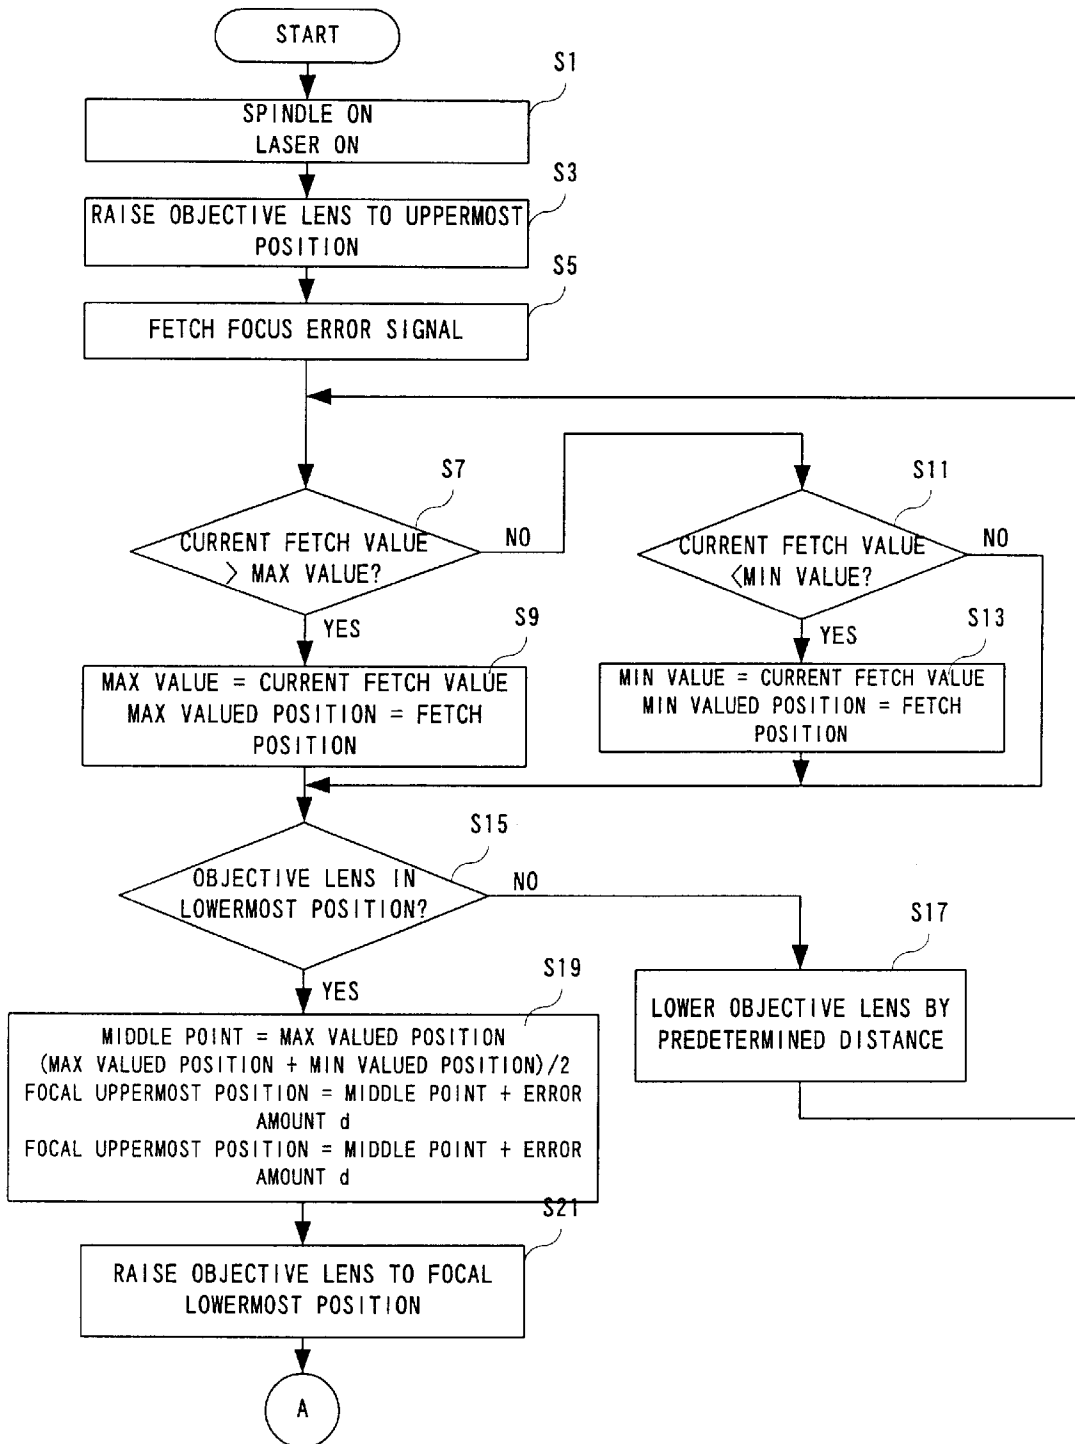 START
S1
SPINDLE ON
LASER ON
S3
RAISE OBJECTIVE LENS TO UPPERMOST
POSITION
S5
FETCH FOCUS ERROR SIGNAL
S7
CURRENT FETCH VALUE
> MAX VALUE?
NO
YES
S11
CURRENT FETCH VALUE
<MIN VALUE?
NO
YES
S9
MAX VALUE = CURRENT FETCH VALUE
MAX VALUED POSITION = FETCH
POSITION
S13
MIN VALUE = CURRENT FETCH VALUE
MIN VALUED POSITION = FETCH
POSITION
S15
OBJECTIVE LENS IN
LOWERMOST POSITION?
NO
YES
S17
LOWER OBJECTIVE LENS BY
PREDETERMINED DISTANCE
S19
MIDDLE POINT = MAX VALUED POSITION
(MAX VALUED POSITION + MIN VALUED POSITION)/2
FOCAL UPPERMOST POSITION = MIDDLE POINT + ERROR
AMOUNT d
FOCAL UPPERMOST POSITION = MIDDLE POINT + ERROR
AMOUNT d
S21
RAISE OBJECTIVE LENS TO FOCAL
LOWERMOST POSITION
A